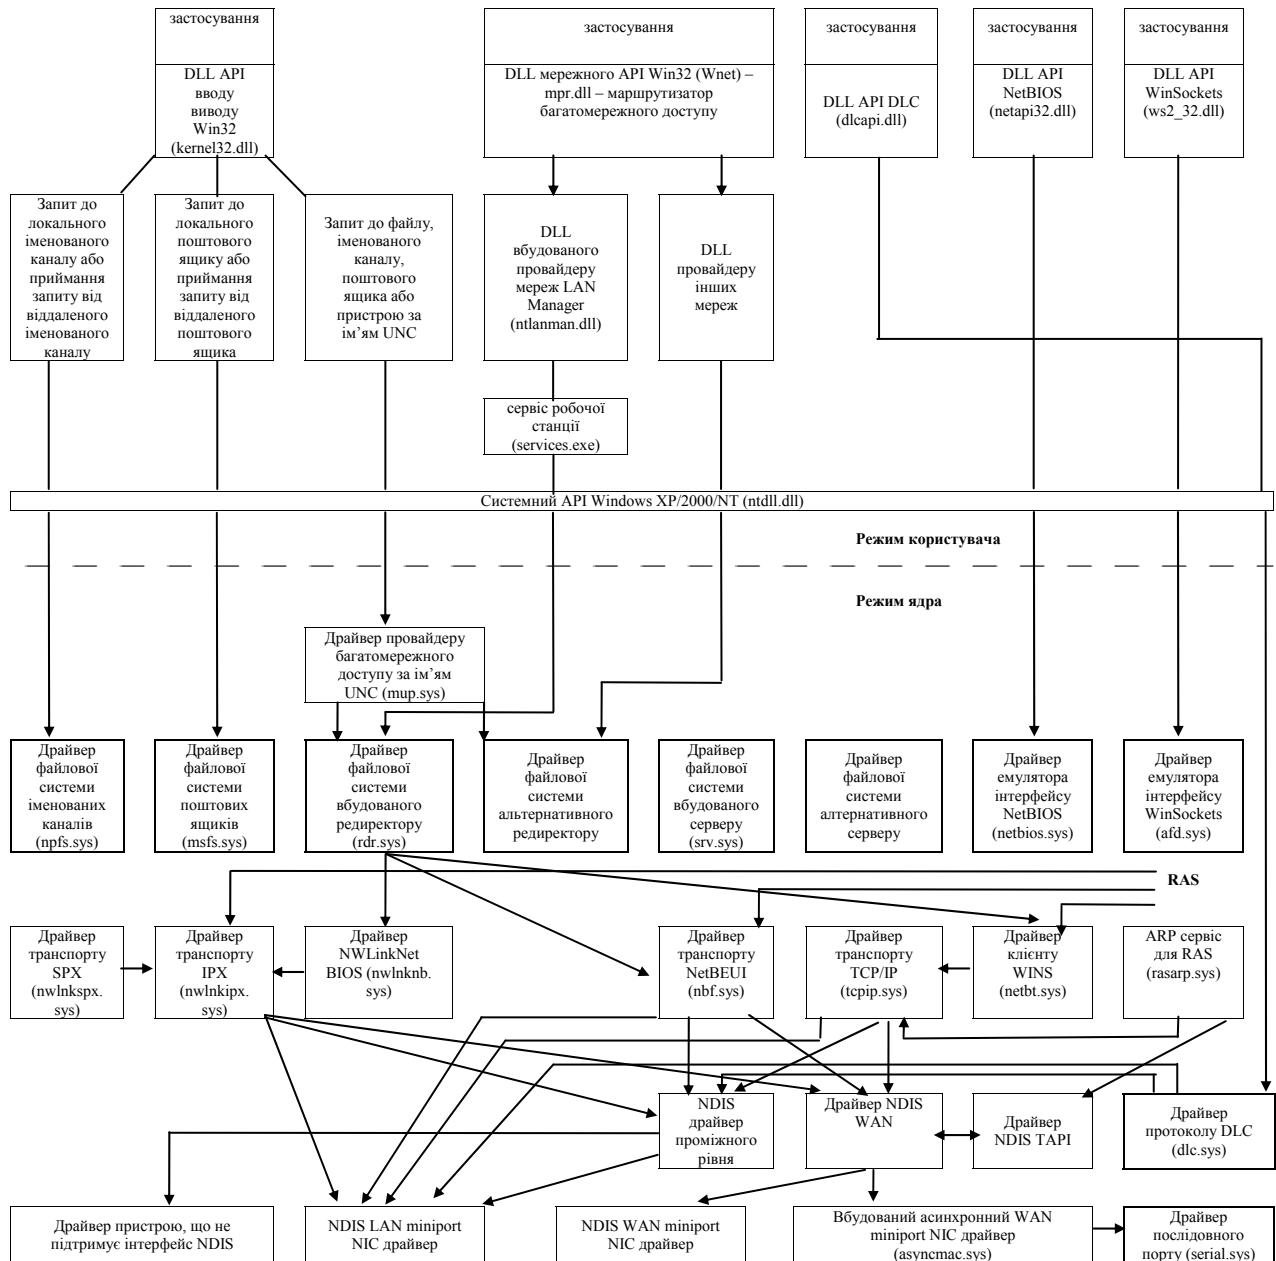 застосування
застосування
застосування
застосування
застосування
DLL API
вводу
виводу
Win32
(kernel32.dll)
DLL мережного API Win32 (Wnet) –
mpr.dll – маршрутизатор
багатомережного доступу
DLL API DLC
(dlcapi.dll)
DLL API
NetBIOS
(netapi32.dll)
DLL API
WinSockets
(ws2_32.dll)
Запит до
локального
іменованого
каналу або
приймання
запиту від
віддаленого
іменованого
каналу
Запит до
локального
поштового
ящику або
приймання
запиту від
віддаленого
поштового
ящика
Запит до файлу,
іменованого
каналу,
поштового
ящика або
пристрою за
ім’ям UNC
DLL
вбудованого
провайдеру
мереж LAN
Manager
(ntlanman.dll)
DLL
провайдеру
інших
мереж
сервіс робочої
станції
(services.exe)
Системний API Windows XP/2000/NT (ntdll.dll)
Режим користувача
Режим ядра
Драйвер провайдеру
багатомережного
доступу за ім’ям
UNC (mup.sys)
Драйвер
файлової
системи
іменованих
каналів
(npfs.sys)
Драйвер
файлової
системи
поштових
ящиків
(msfs.sys)
Драйвер
файлової
системи
вбудованого
редиректору
(rdr.sys)
Драйвер
файлової
системи
альтернативного
редиректору
Драйвер
файлової
системи
вбудованого
серверу
(srv.sys)
Драйвер
файлової
системи
алтернативного
серверу
Драйвер
емулятора
інтерфейсу
NetBIOS
(netbios.sys)
Драйвер
емулятора
інтерфейсу
WinSockets
(afd.sys)
RAS
Драйвер
транспорту
SPX
(nwlnkspx.
sys)
Драйвер
транспорту
IPX
(nwlnkipx.
sys)
Драйвер
NWLinkNet
BIOS (nwlnknb.
sys)
Драйвер
транспорту
NetBEUI
(nbf.sys)
Драйвер
транспорту
TCP/IP
(tcpip.sys)
Драйвер
клієнту
WINS
(netbt.sys)
ARP сервіс
для RAS
(rasarp.sys)
NDIS
драйвер
проміжного
рівня
Драйвер NDIS
WAN
Драйвер
NDIS TAPI
Драйвер
протоколу DLC
(dlc.sys)
Драйвер пристрою, що не
підтримує інтерфейс NDIS
NDIS LAN miniport
NIC драйвер
NDIS WAN miniport
NIC драйвер
Вбудований асинхронний WAN
miniport NIC драйвер
(asyncmac.sys)
Драйвер
послідовного
порту (serial.sys)